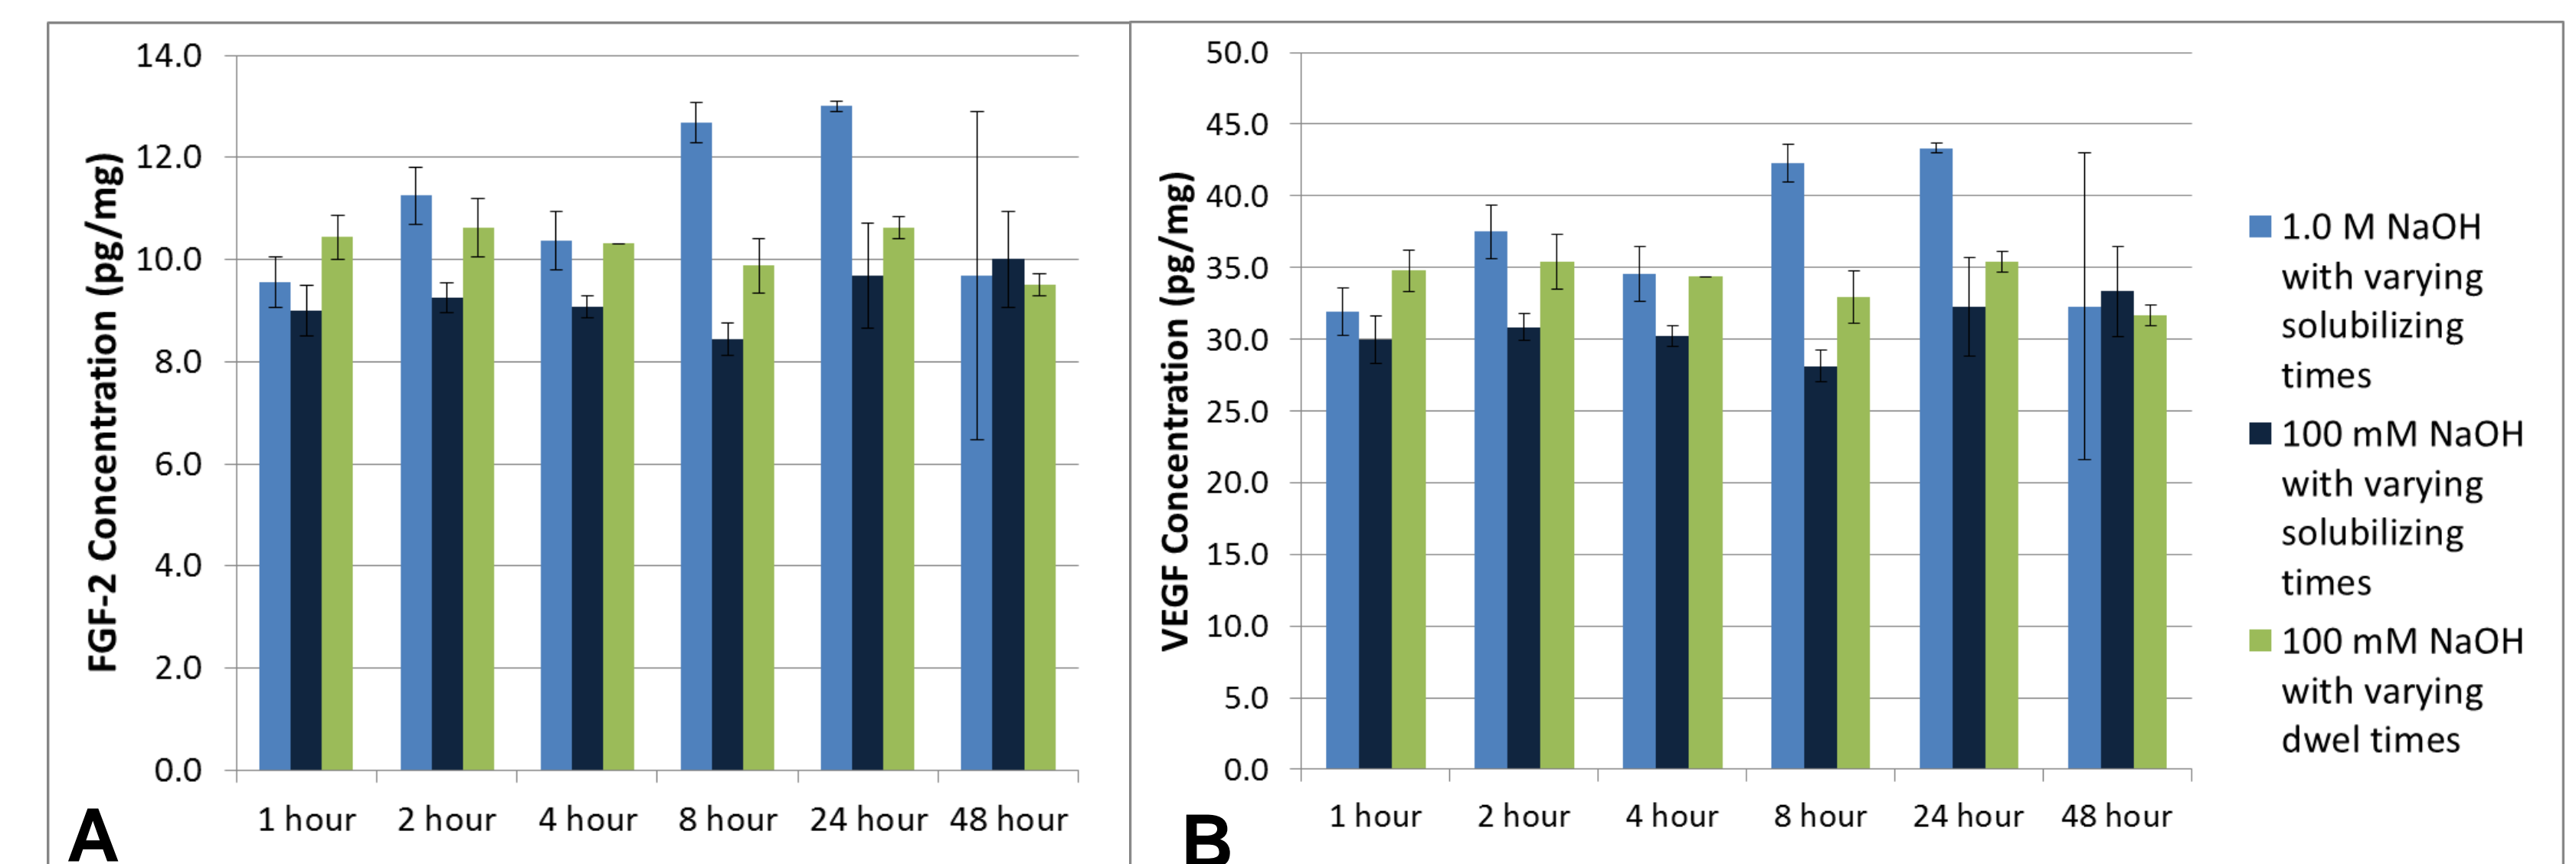 14.0
12.0
10.0
8.0
6.0
4.0
2.0
0.0
FGF-2 Concentration (pg/mg)
1 hour 2 hour 4 hour 8 hour 24 hour 48 hour
A
50.0
45.0
40.0
35.0
30.0
25.0
20.0
15.0
10.0
5.0
0.0
VEGF Concentration (pg/mg)
1 hour 2 hour 4 hour 8 hour 24 hour 48 hour
B
1.0 M NaOH
with varying
solubilizing
times
100 mM NaOH
with varying
solubilizing
times
100 mM NaOH
with varying
dwel times